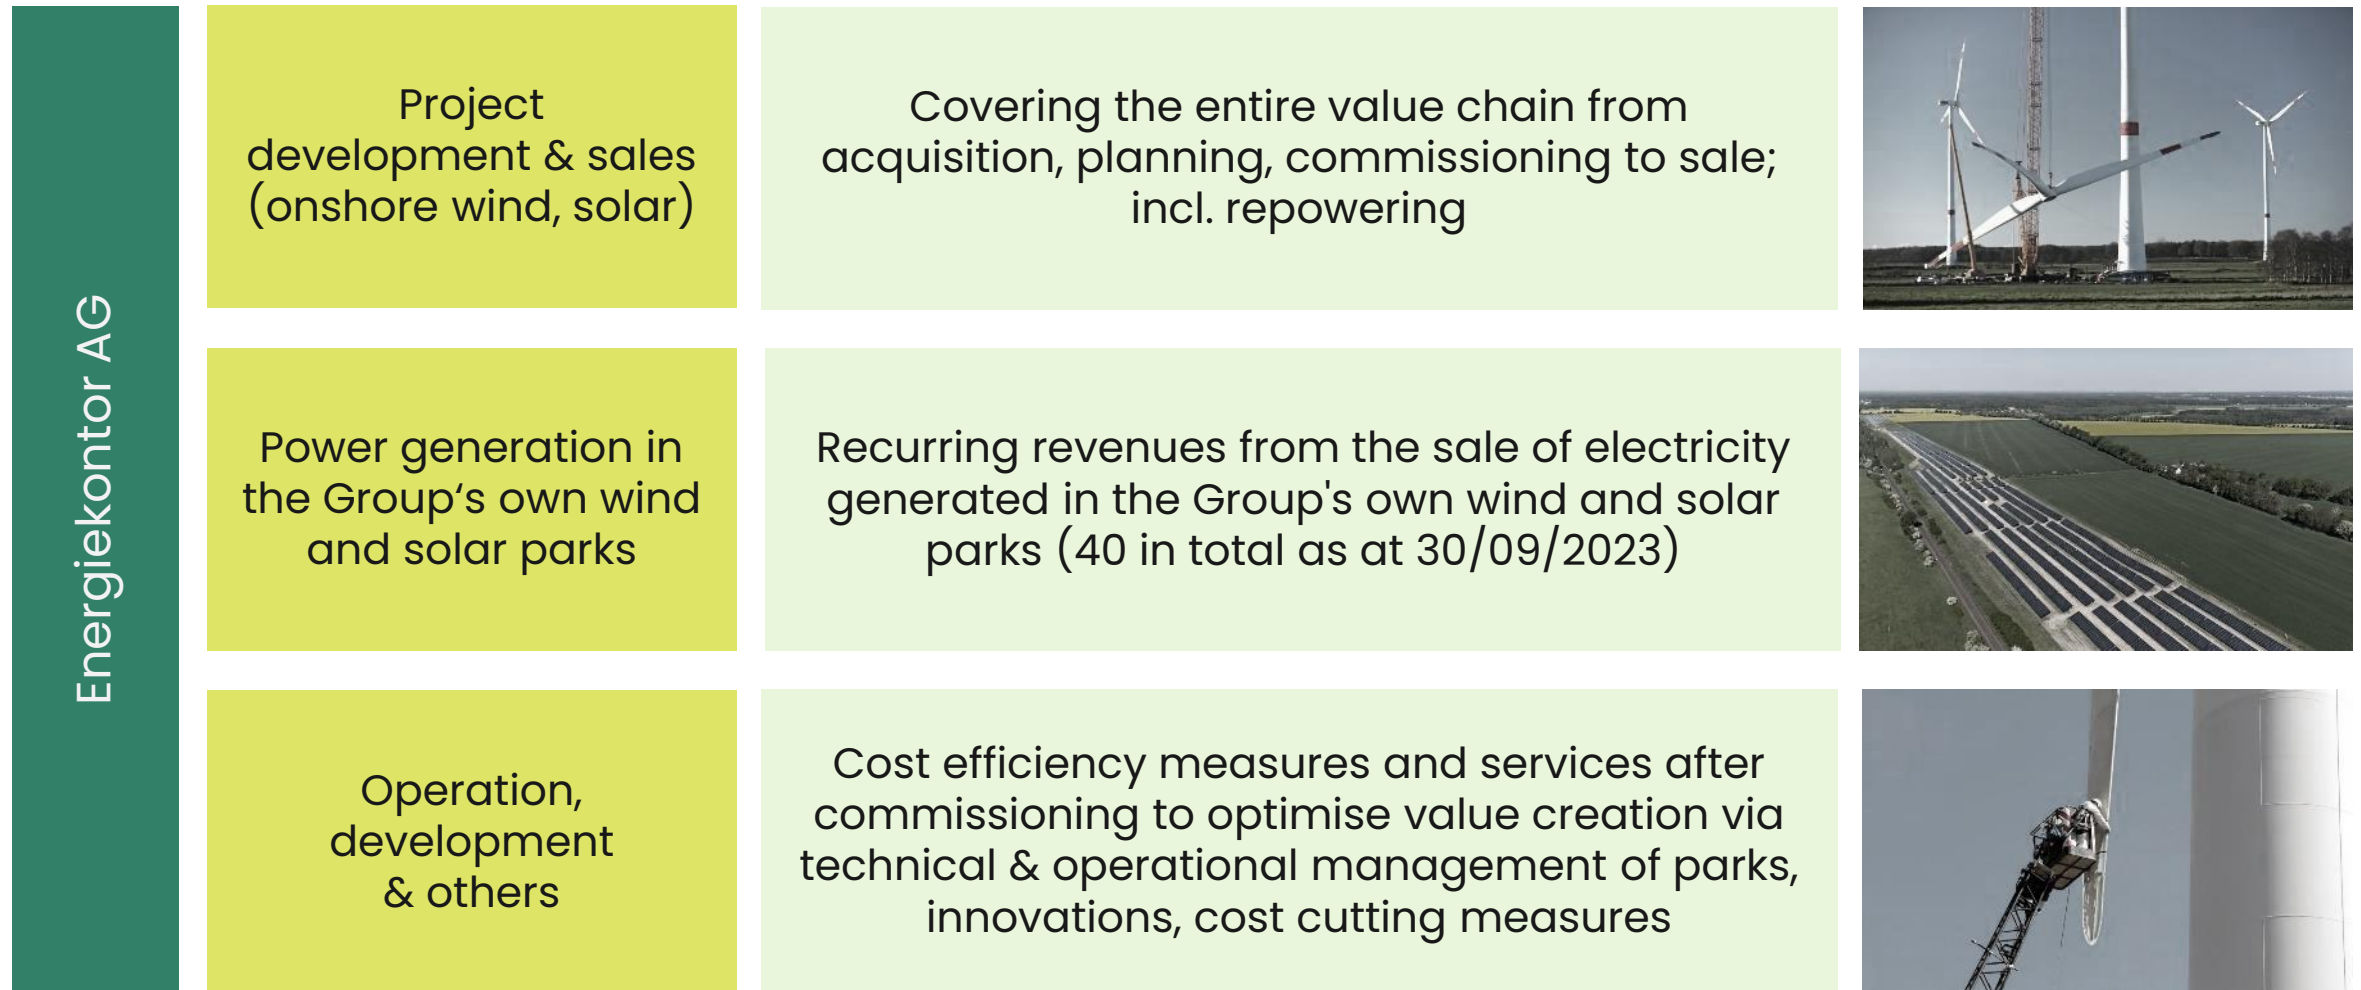 Energiekontor AG
Project
development & sales
(onshore wind, solar)
Covering the entire value chain from
acquisition, planning, commissioning to sale;
incl. repowering
Power generation in
the Group‘s own wind
and solar parks
Recurring revenues from the sale of electricity
generated in the Group's own wind and solar
parks (40 in total as at 30/09/2023)
Operation,
development
& others
Cost efficiency measures and services after
commissioning to optimise value creation via
technical & operational management of parks,
innovations, cost cutting measures